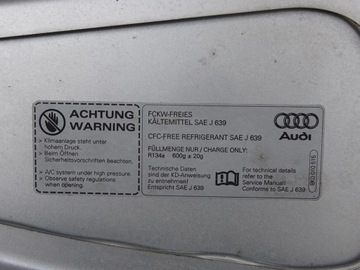 ACHTUNG
WARNING
> Klimaanlage steht unter
hohem Druck.
> Beim Öffnen
Sicherheitsvorschriften beachten.
> A/C system under high pressure.
> Observe safety regulations
when opening.
FCKW-FREIES
KÄLTEMITTEL SAE J 639
CFC-FREE REFRIGERANT SAE J 639
FÜLLMENGE NUR / CHARGE ONLY:
R134a 600g ± 20g
Technische Details
sind der KD-Anweisung
zu entnehmen!
Entspricht SAE J 639
For technical details
refer to the
Service Manual!
Conforms to SAE J 639
Audi